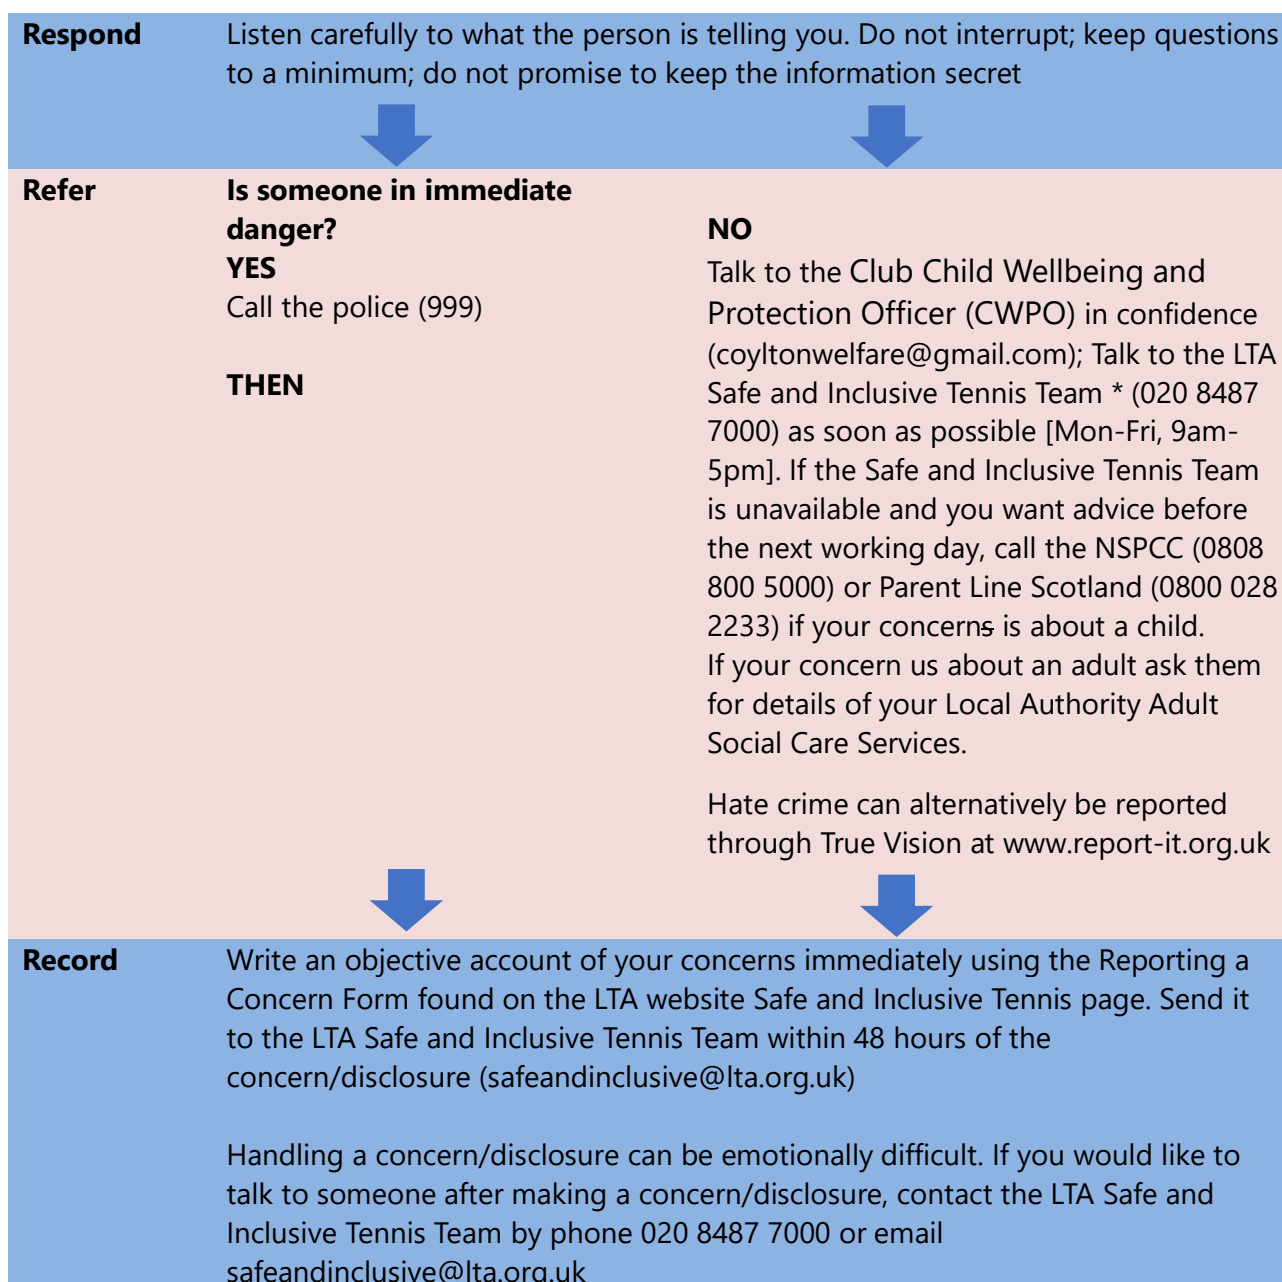 Respond
Listen carefully to what the person is telling you. Do not interrupt; keep questions
to a minimum; do not promise to keep the information secret
Refer
Is someone in immediate
danger?
YES
Call the police (999)
THEN
NO
Talk to the Club Child Wellbeing and
Protection Officer (CWPO) in confidence
(coyltonwelfare@gmail.com); Talk to the LTA
Safe and Inclusive Tennis Team * (020 8487
7000) as soon as possible [Mon-Fri, 9am-
5pm]. If the Safe and Inclusive Tennis Team
is unavailable and you want advice before
the next working day, call the NSPCC (0808
800 5000) or Parent Line Scotland (0800 028
2233) if your concerns is about a child.
If your concern us about an adult ask them
for details of your Local Authority Adult
Social Care Services.
Hate crime can alternatively be reported
through True Vision at www.report-it.org.uk
Record
Write an objective account of your concerns immediately using the Reporting a
Concern Form found on the LTA website Safe and Inclusive Tennis page. Send it
to the LTA Safe and Inclusive Tennis Team within 48 hours of the
concern/disclosure (safeandinclusive@lta.org.uk)
Handling a concern/disclosure can be emotionally difficult. If you would like to
talk to someone after making a concern/disclosure, contact the LTA Safe and
Inclusive Tennis Team by phone 020 8487 7000 or email
safeandinclusive@lta.org.uk